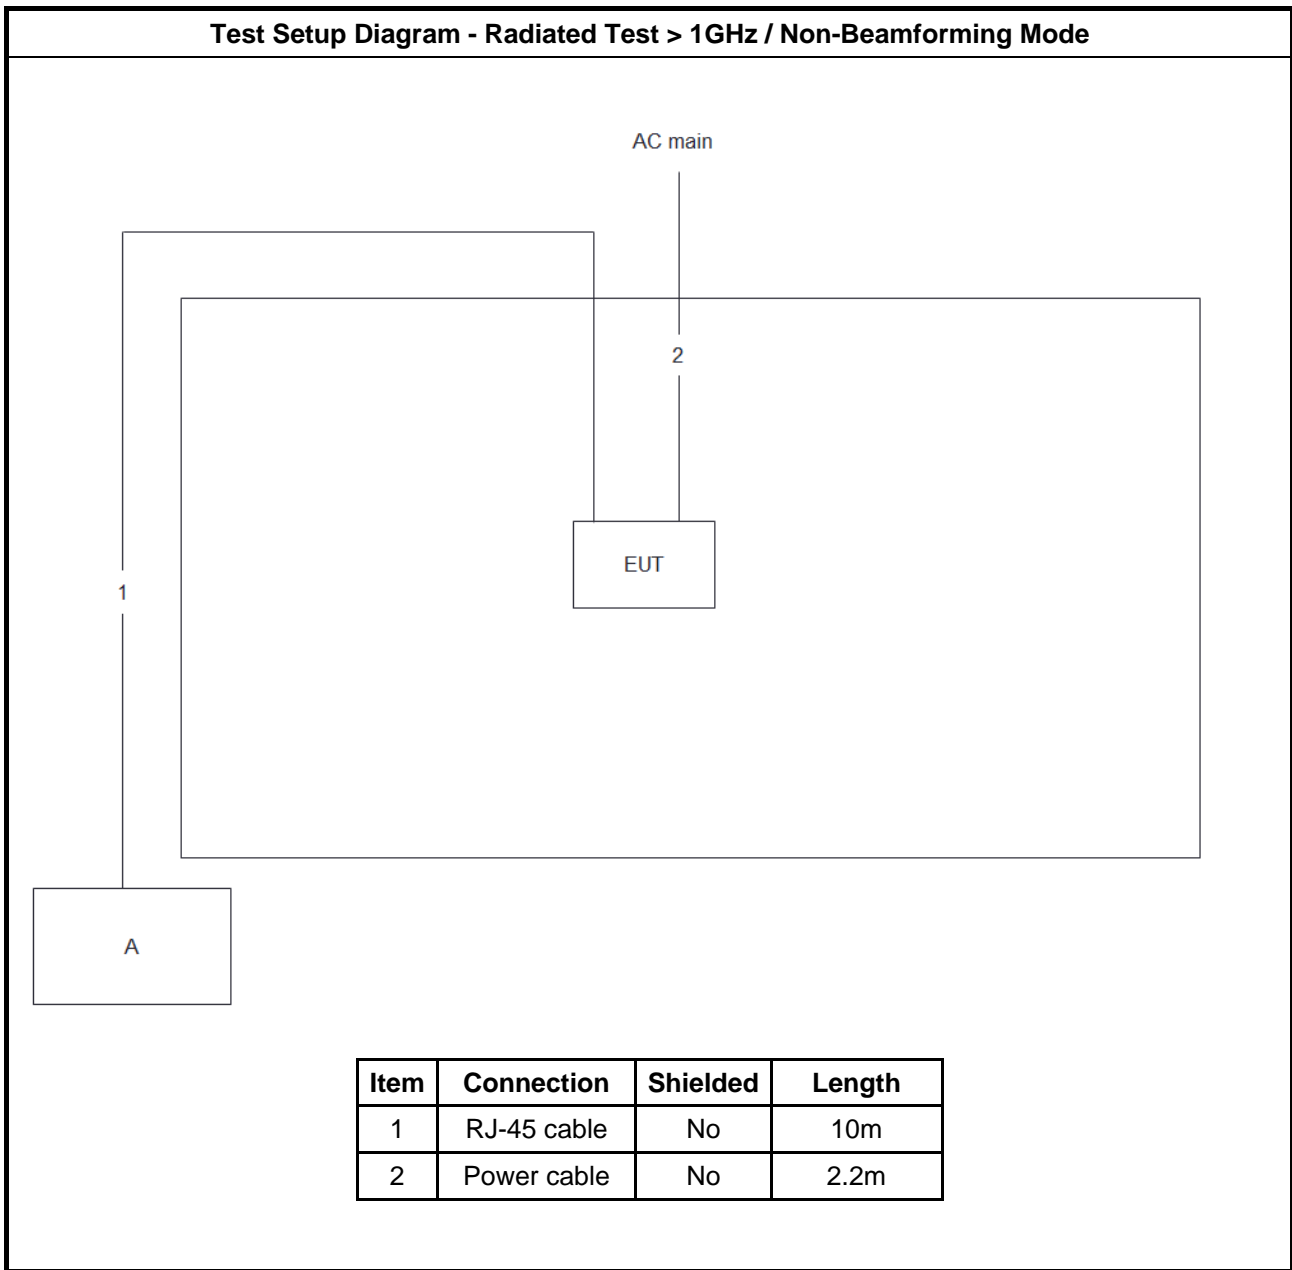 Test Setup Diagram - Radiated Test > 1GHz / Non-Beamforming Mode
AC main
2
EUT
1
A
Item Connection Shielded Length
1 RJ-45 cable No 10m
2 Power cable No 2.2m